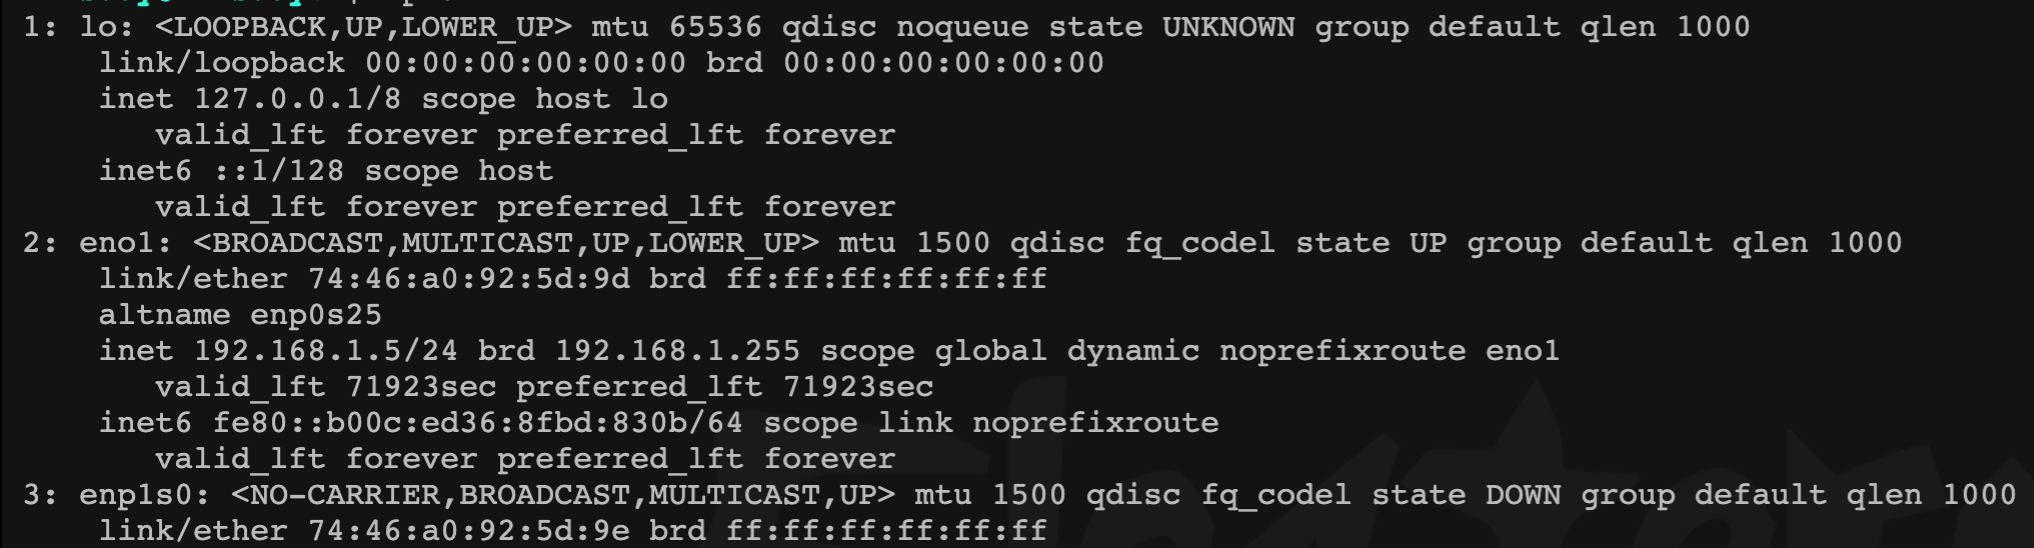 1: lo: <LOOPBACK,UP,LOWER_UP> mtu 65536 qdisc noqueue state UNKNOWN group default qlen 1000
link/loopback 00:00:00:00:00:00 brd 00:00:00:00:00:00
inet 127.0.0.1/8 scope host lo
valid_lft forever preferred_lft forever
inet6 ::1/128 scope host
valid_lft forever preferred_lft forever
2: eno1: <BROADCAST,MULTICAST,UP,LOWER_UP> mtu 1500 qdisc fq_codel state UP group default qlen 1000
link/ether 74:46:a0:92:5d:9d brd ff:ff:ff:ff:ff:ff
altname enp0s25
inet 192.168.1.5/24 brd 192.168.1.255 scope global dynamic noprefixroute eno1
valid_lft 71923sec preferred_lft 71923sec
inet6 fe80::b00c:ed36:8fbd:830b/64 scope link noprefixroute
valid_lft forever preferred_lft forever
3: enp1s0: <NO-CARRIER,BROADCAST,MULTICAST,UP> mtu 1500 qdisc fq_codel state DOWN group default qlen 1000
link/ether 74:46:a0:92:5d:9e brd ff:ff:ff:ff:ff:ff